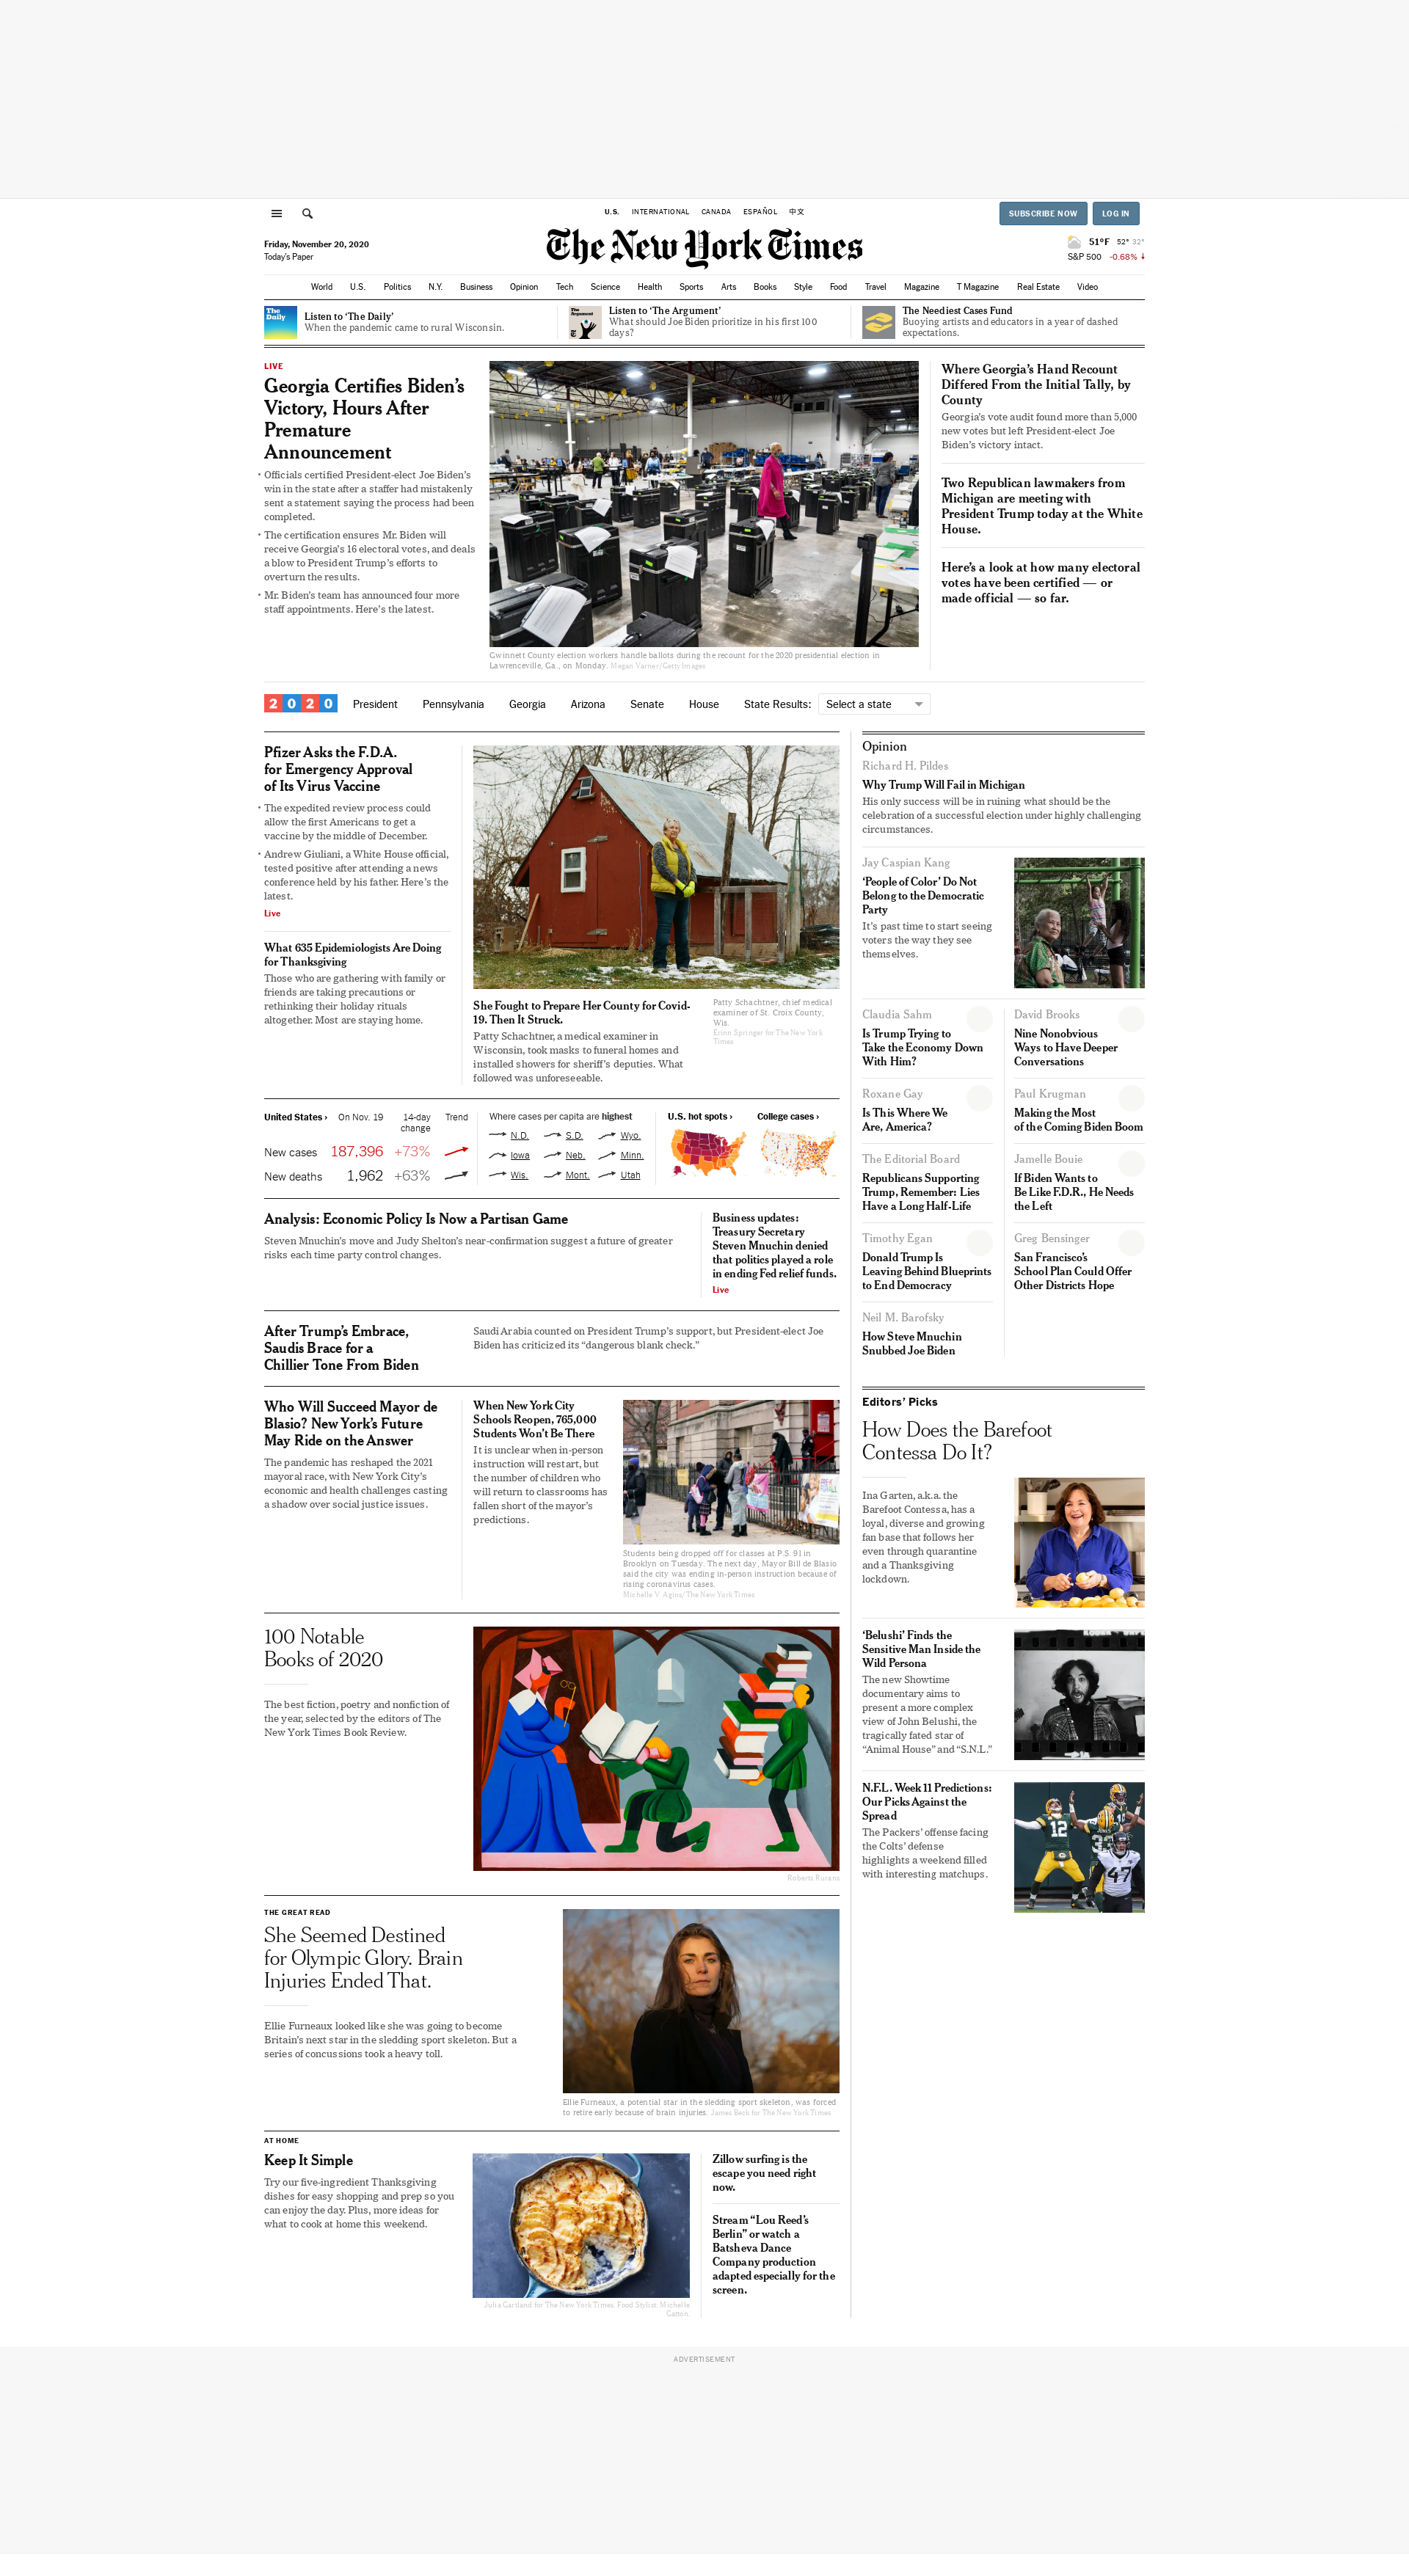 U.S. INTERNATIONAL CANADA ESPAÑOL 中文
SUBSCRIBE NOW LOG IN
Friday, November 20, 2020
Today's Paper
The New York Times
51°F 52° 32°
S&P 500 -0.68%
World U.S. Politics N.Y. Business Opinion Tech Science Health Sports Arts Books Style Food Travel Magazine T Magazine Real Estate Video
The Daily
Listen to ‘The Daily’
When the pandemic came to rural Wisconsin.
The Argument
Listen to ‘The Argument’
What should Joe Biden prioritize in his first 100
days?
The Neediest Cases Fund
Buoying artists and educators in a year of dashed
expectations.
LIVE
Georgia Certifies Biden’s
Victory, Hours After
Premature
Announcement
• Officials certified President-elect Joe Biden’s
win in the state after a staffer had mistakenly
sent a statement saying the process had been
completed.
• The certification ensures Mr. Biden will
receive Georgia’s 16 electoral votes, and deals
a blow to President Trump’s efforts to
overturn the results.
• Mr. Biden’s team has announced four more
staff appointments. Here’s the latest.
Gwinnett County election workers handle ballots during the recount for the 2020 presidential election in
Lawrenceville, Ga., on Monday. Megan Varner/Getty Images
Where Georgia’s Hand Recount
Differed From the Initial Tally, by
County
Georgia’s vote audit found more than 5,000
new votes but left President-elect Joe
Biden’s victory intact.
Two Republican lawmakers from
Michigan are meeting with
President Trump today at the White
House.
Here’s a look at how many electoral
votes have been certified — or
made official — so far.
2020 President Pennsylvania Georgia Arizona Senate House State Results: Select a state
Pfizer Asks the F.D.A.
for Emergency Approval
of Its Virus Vaccine
• The expedited review process could
allow the first Americans to get a
vaccine by the middle of December.
• Andrew Giuliani, a White House official,
tested positive after attending a news
conference held by his father. Here’s the
latest.
Live
What 635 Epidemiologists Are Doing
for Thanksgiving
Those who are gathering with family or
friends are taking precautions or
rethinking their holiday rituals
altogether. Most are staying home.
She Fought to Prepare Her County for Covid-
19. Then It Struck.
Patty Schachtner, a medical examiner in
Wisconsin, took masks to funeral homes and
installed showers for sheriff’s deputies. What
followed was unforeseeable.
Patty Schachtner, chief medical
examiner of St. Croix County,
Wis.
Erinn Springer for The New York
Times
United States › On Nov. 19 14-day
change Trend
New cases 187,396 +73%
New deaths 1,962 +63%
Where cases per capita are highest
N.D. S.D. Wyo.
Iowa Neb. Minn.
Wis. Mont. Utah
U.S. hot spots › College cases ›
Analysis: Economic Policy Is Now a Partisan Game
Steven Mnuchin’s move and Judy Shelton’s near-confirmation suggest a future of greater
risks each time party control changes.
Business updates:
Treasury Secretary
Steven Mnuchin denied
that politics played a role
in ending Fed relief funds.
Live
After Trump’s Embrace,
Saudis Brace for a
Chillier Tone From Biden
Saudi Arabia counted on President Trump’s support, but President-elect Joe
Biden has criticized its “dangerous blank check.”
Who Will Succeed Mayor de
Blasio? New York’s Future
May Ride on the Answer
The pandemic has reshaped the 2021
mayoral race, with New York City’s
economic and health challenges casting
a shadow over social justice issues.
When New York City
Schools Reopen, 765,000
Students Won’t Be There
It is unclear when in-person
instruction will restart, but
the number of children who
will return to classrooms has
fallen short of the mayor’s
predictions.
Students being dropped off for classes at P.S. 91 in
Brooklyn on Tuesday. The next day, Mayor Bill de Blasio
said the city was ending in-person instruction because of
rising coronavirus cases.
Michelle V. Agins/The New York Times
100 Notable
Books of 2020
The best fiction, poetry and nonfiction of
the year, selected by the editors of The
New York Times Book Review.
Roberts Rurans
THE GREAT READ
She Seemed Destined
for Olympic Glory. Brain
Injuries Ended That.
Ellie Furneaux looked like she was going to become
Britain’s next star in the sledding sport skeleton. But a
series of concussions took a heavy toll.
Ellie Furneaux, a potential star in the sledding sport skeleton, was forced
to retire early because of brain injuries. James Beck for The New York Times
AT HOME
Keep It Simple
Try our five-ingredient Thanksgiving
dishes for easy shopping and prep so you
can enjoy the day. Plus, more ideas for
what to cook at home this weekend.
Julia Gartland for The New York Times. Food Stylist: Michelle
Gatton.
Zillow surfing is the
escape you need right
now.
Stream “Lou Reed’s
Berlin” or watch a
Batsheva Dance
Company production
adapted especially for the
screen.
Opinion
Richard H. Pildes
Why Trump Will Fail in Michigan
His only success will be in ruining what should be the
celebration of a successful election under highly challenging
circumstances.
Jay Caspian Kang
‘People of Color’ Do Not
Belong to the Democratic
Party
It’s past time to start seeing
voters the way they see
themselves.
Claudia Sahm
Is Trump Trying to
Take the Economy Down
With Him?
David Brooks
Nine Nonobvious
Ways to Have Deeper
Conversations
Roxane Gay
Is This Where We
Are, America?
Paul Krugman
Making the Most
of the Coming Biden Boom
The Editorial Board
Republicans Supporting
Trump, Remember: Lies
Have a Long Half-Life
Jamelle Bouie
If Biden Wants to
Be Like F.D.R., He Needs
the Left
Timothy Egan
Donald Trump Is
Leaving Behind Blueprints
to End Democracy
Greg Bensinger
San Francisco’s
School Plan Could Offer
Other Districts Hope
Neil M. Barofsky
How Steve Mnuchin
Snubbed Joe Biden
Editors’ Picks
How Does the Barefoot
Contessa Do It?
Ina Garten, a.k.a. the
Barefoot Contessa, has a
loyal, diverse and growing
fan base that follows her
even through quarantine
and a Thanksgiving
lockdown.
‘Belushi’ Finds the
Sensitive Man Inside the
Wild Persona
The new Showtime
documentary aims to
present a more complex
view of John Belushi, the
tragically fated star of
“Animal House” and “S.N.L.”
N.F.L. Week 11 Predictions:
Our Picks Against the
Spread
The Packers’ offense facing
the Colts’ defense
highlights a weekend filled
with interesting matchups.
12
47
ADVERTISEMENT